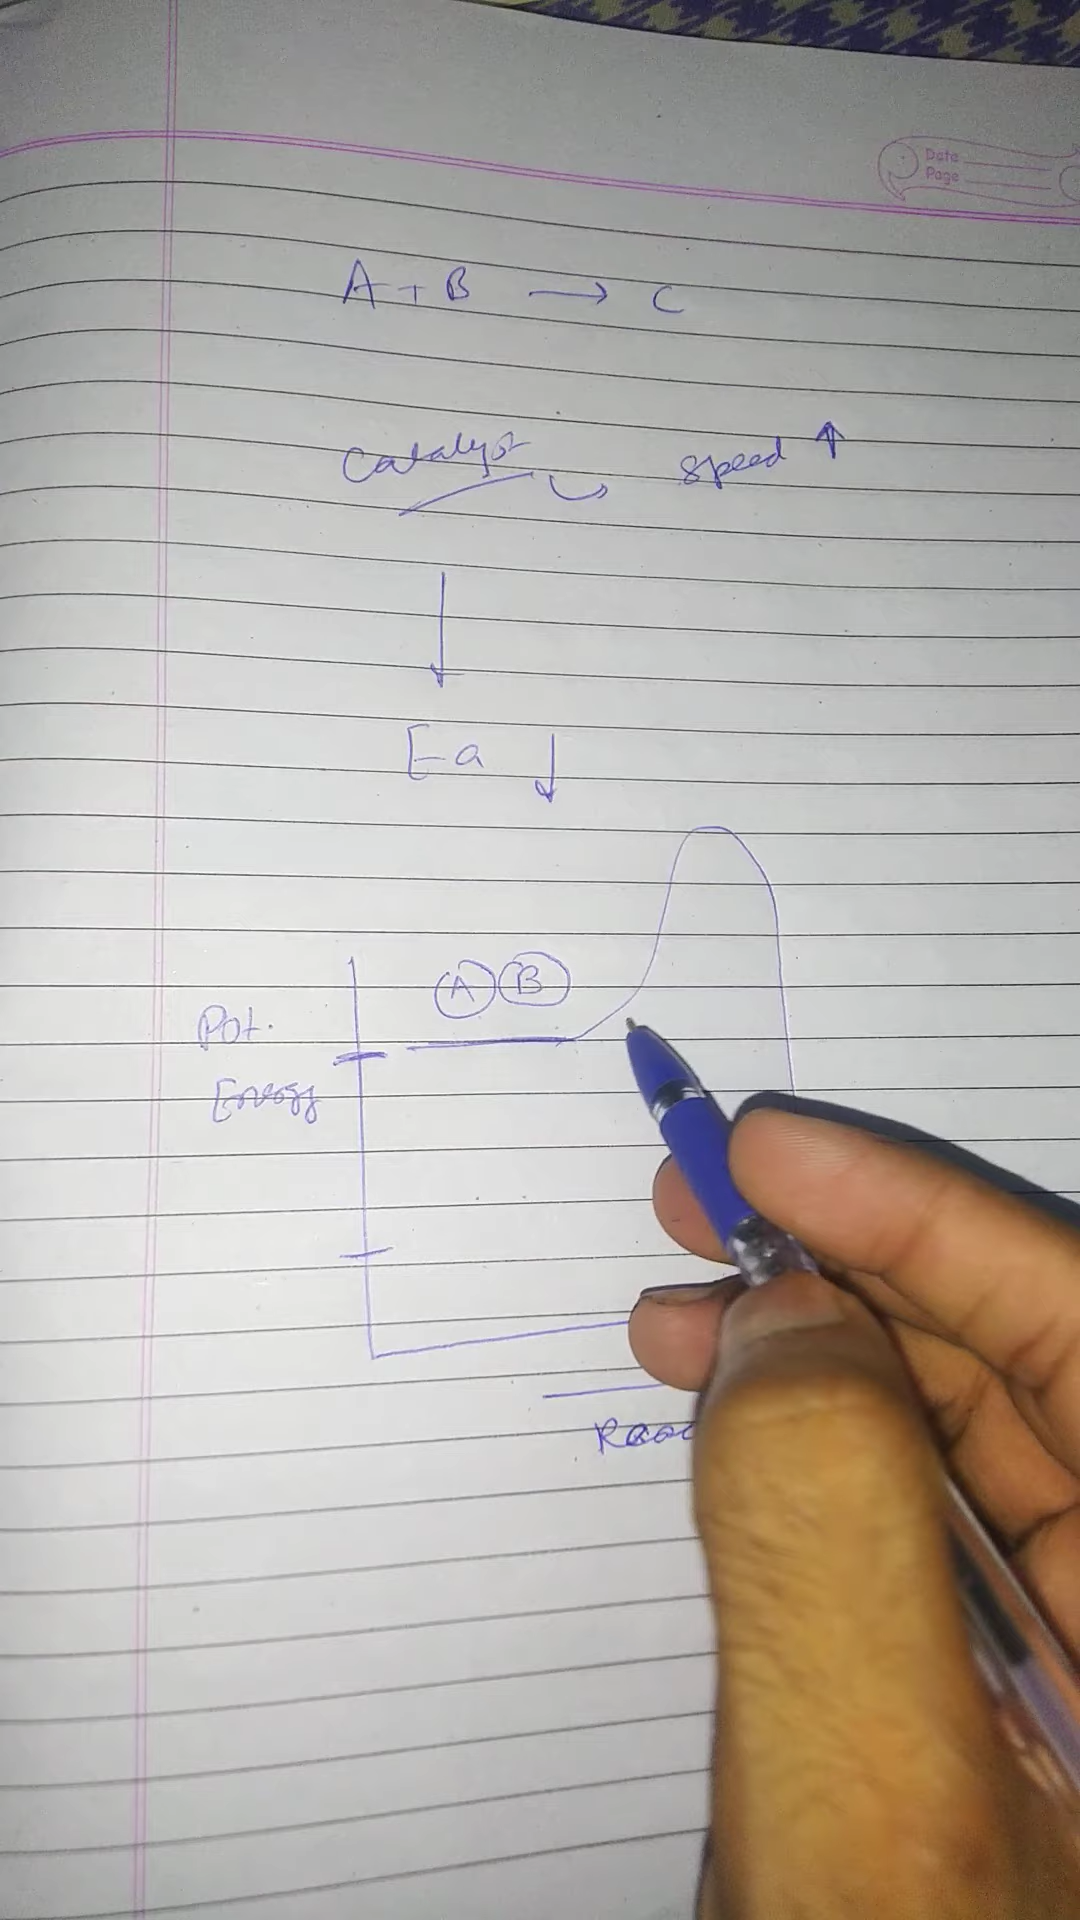 Date
Page
A + B → C
Catalyst speed ↑
↓
Ea ↓
A B
Pot.
Energy